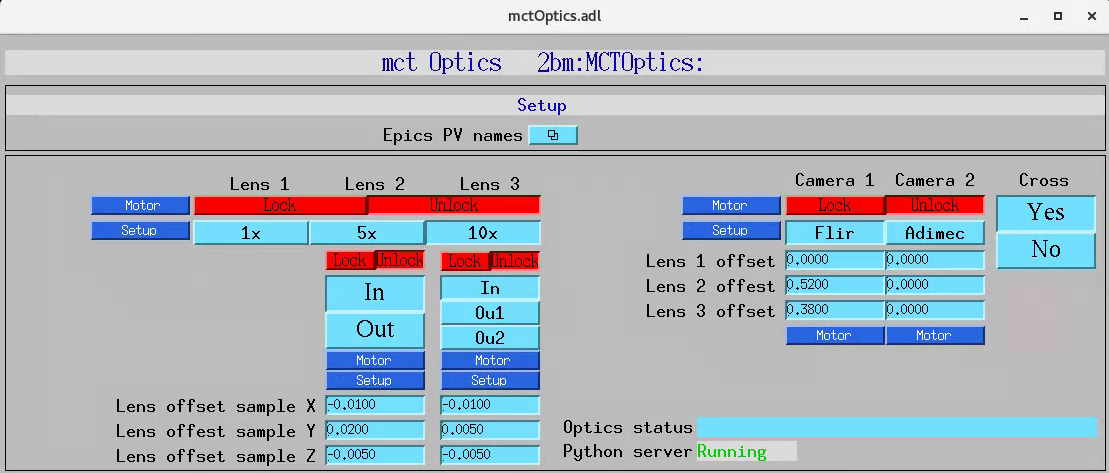 mctOptics.adl
mct Optics 2bm:MCTOptics:
Setup
Epics PV names
Lens 1 Lens 2 Lens 3
Motor Lock Unlock
Setup 1x 5x 10x
Lock Unlock Lock Unlock
In In
Out Ou1
Ou2
Motor Motor
Setup Setup
Lens offset sample X -0.0100 -0.0100
Lens offest sample Y 0.0200 0.0050
Lens offset sample Z -0.0050 -0.0050
Camera 1 Camera 2 Cross
Motor Lock Unlock Yes
Setup Flir Adimec No
Lens 1 offset 0.0000 0.0000
Lens 2 offest 0.5200 0.0000
Lens 3 offset 0.3800 0.0000
Motor Motor
Optics status
Python server Running